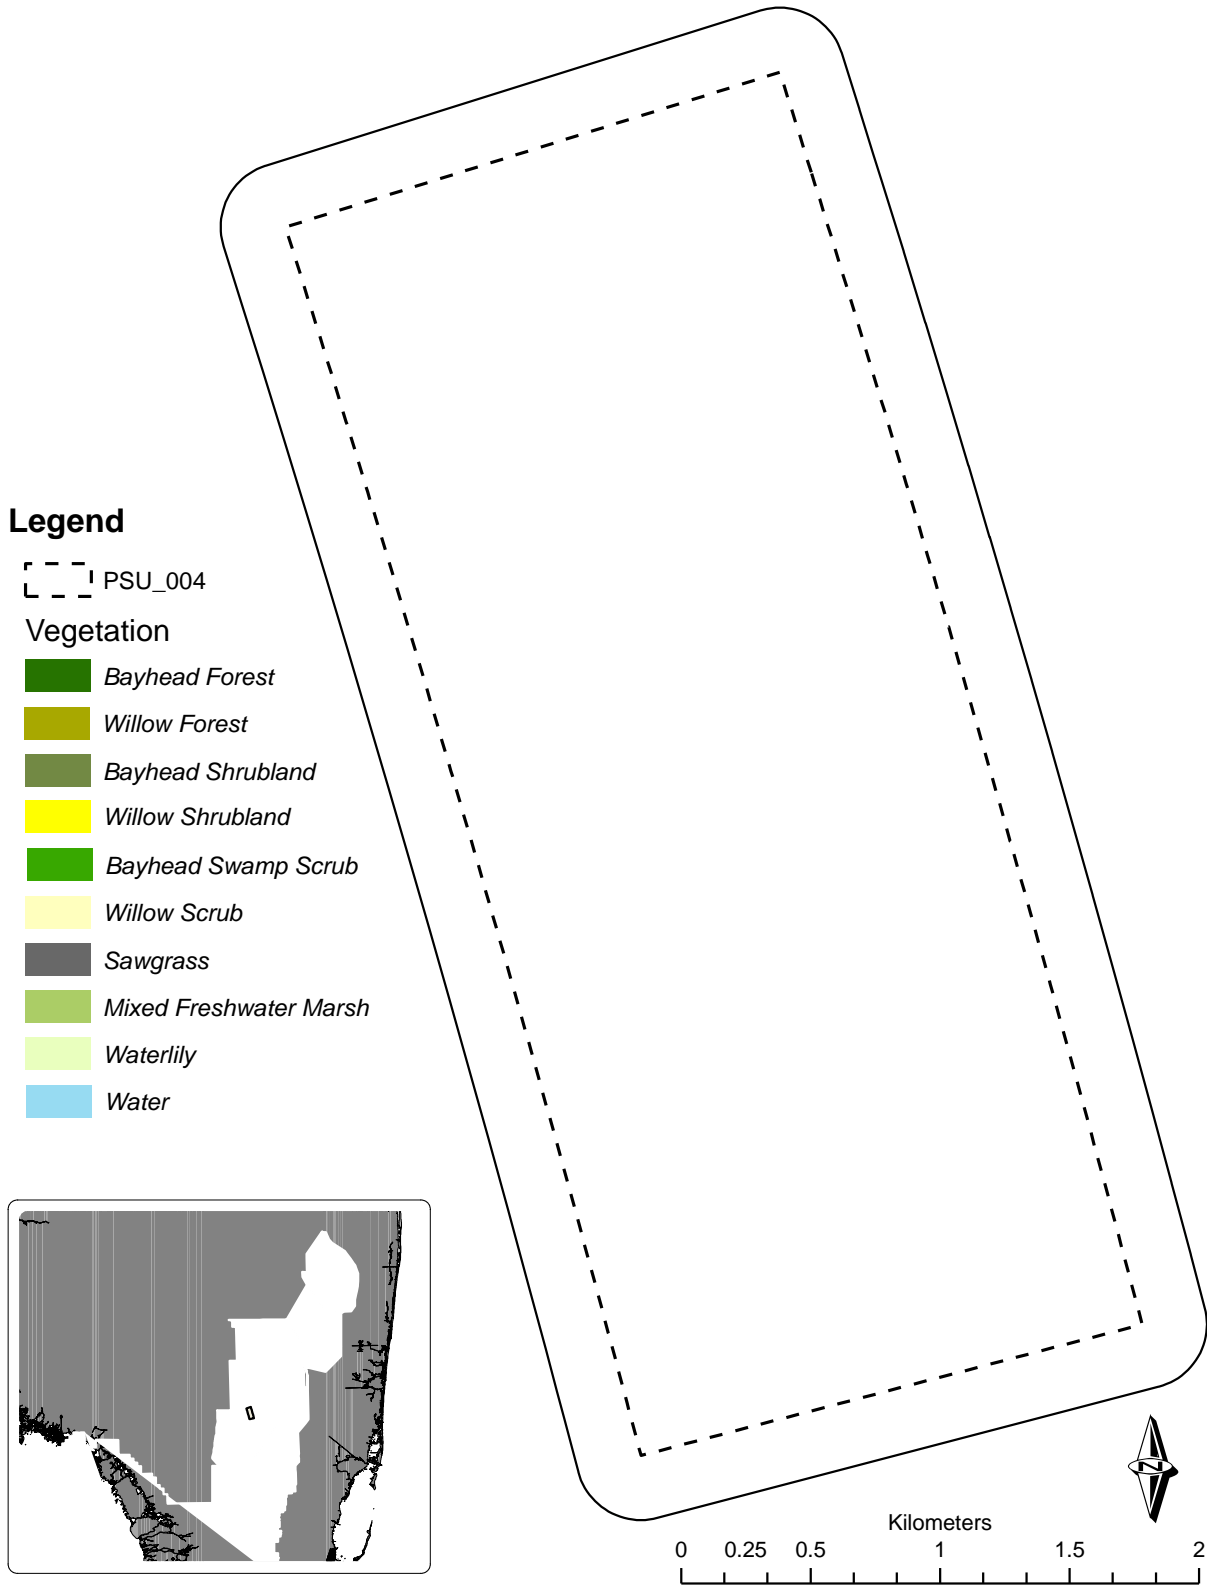 Legend
PSU_004
Vegetation
Bayhead Forest
Willow Forest
Bayhead Shrubland
Willow Shrubland
Bayhead Swamp Scrub
Willow Scrub
Sawgrass
Mixed Freshwater Marsh
Waterlily
Water
N
Kilometers
0 0.25 0.5 1 1.5 2